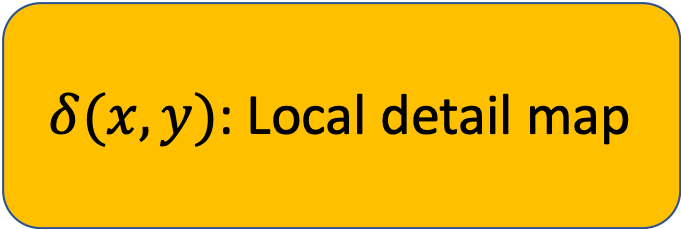 δ(x, y): Local detail map